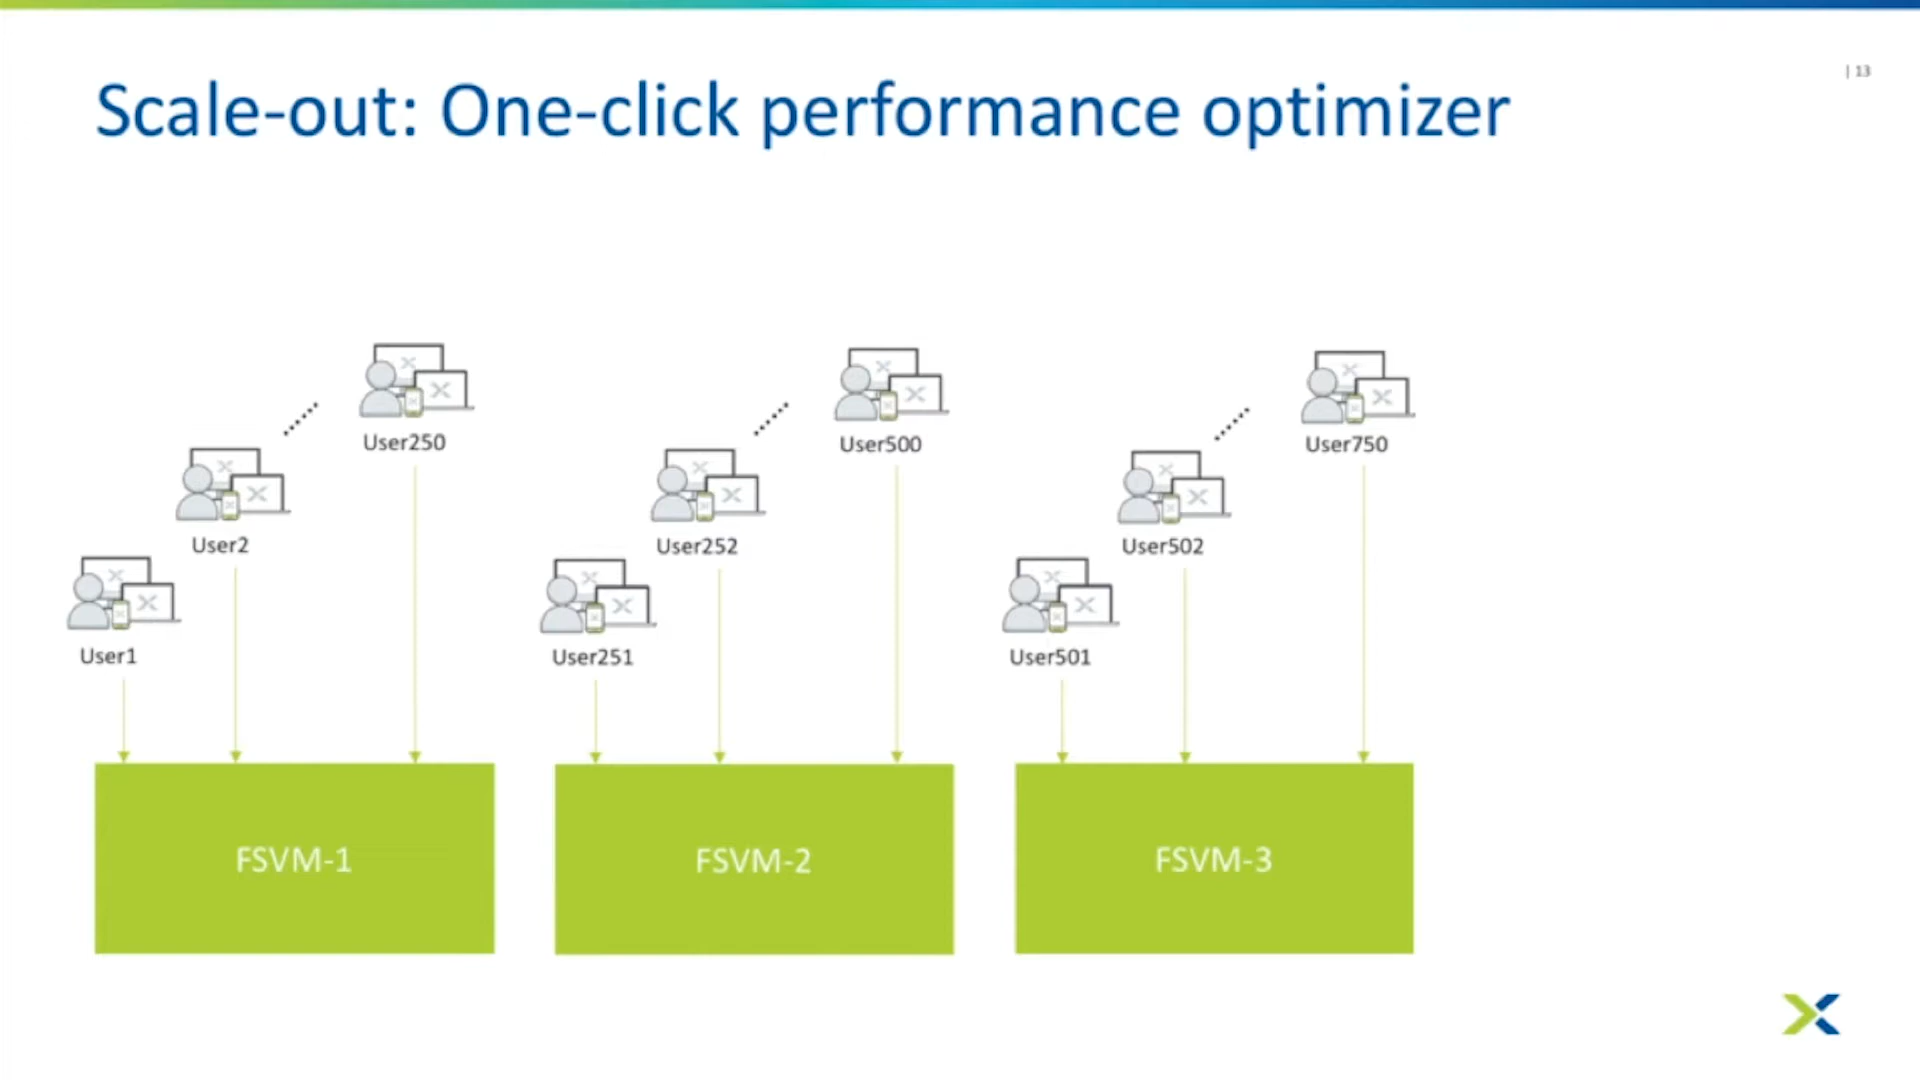 | 13
Scale-out: One-click performance optimizer
User250
User500
User750
User2
User252
User502
User1
User251
User501
FSVM-1
FSVM-2
FSVM-3